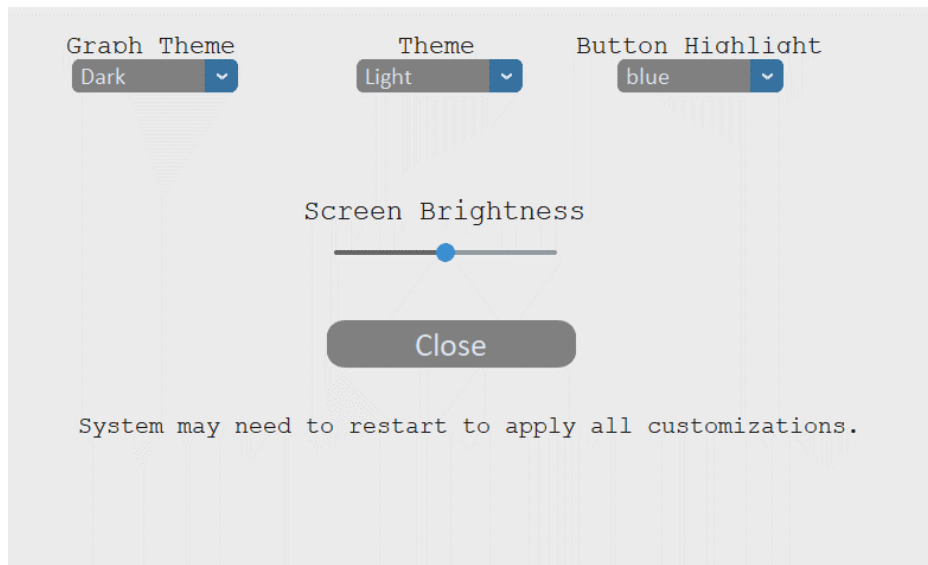 Graph Theme
Theme
Button Highlight
Dark
Light
blue
Screen Brightness
Close
System may need to restart to apply all customizations.